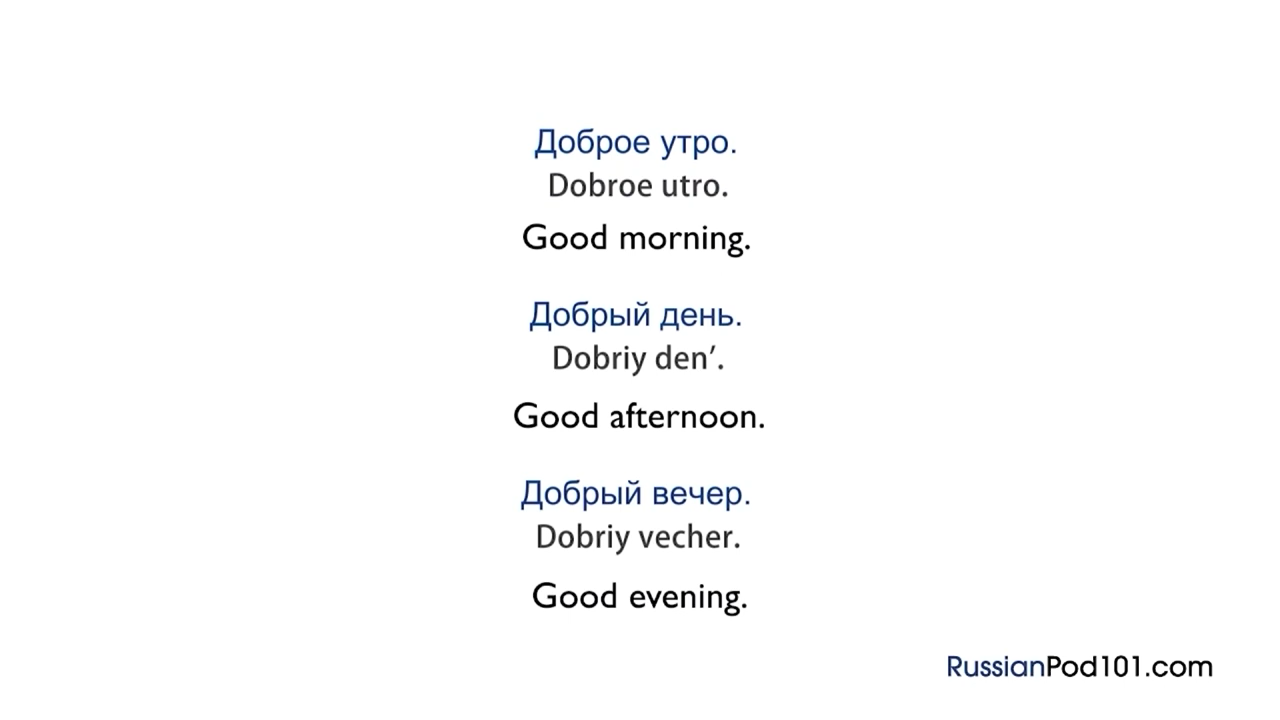 Доброе утро.
Dobroe utro.
Good morning.
Добрый день.
Dobriy den’.
Good afternoon.
Добрый вечер.
Dobriy vecher.
Good evening.
RussianPod101.com